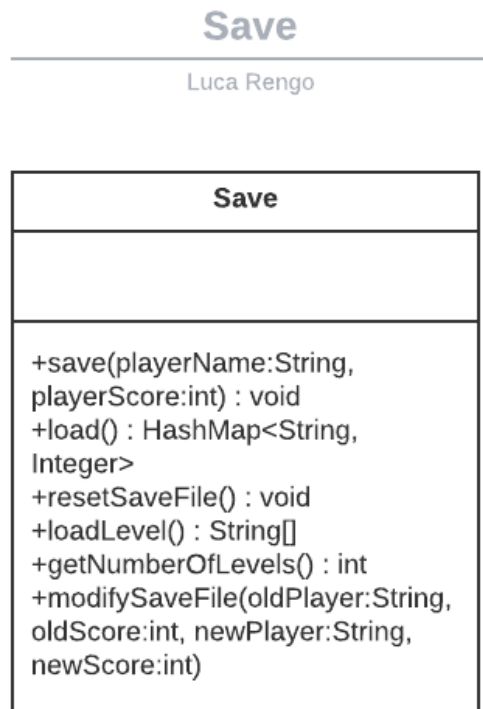 Save
Luca Rengo
Save
+save(playerName:String,
playerScore:int) : void
+load() : HashMap<String,
Integer>
+resetSaveFile() : void
+loadLevel() : String[]
+getNumberOfLevels() : int
+modifySaveFile(oldPlayer:String,
oldScore:int, newPlayer:String,
newScore:int)